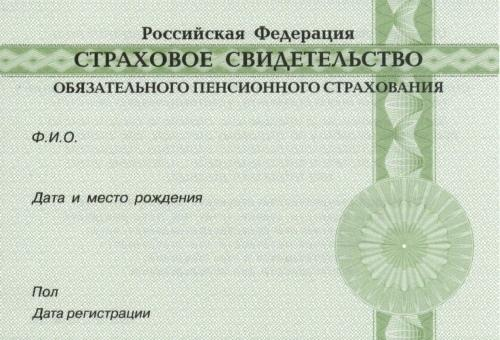 Российская Федерация
СТРАХОВОЕ СВИДЕТЕЛЬСТВО
ОБЯЗАТЕЛЬНОГО ПЕНСИОННОГО СТРАХОВАНИЯ
Ф.И.О.
Дата и место рождения
Пол
Дата регистрации